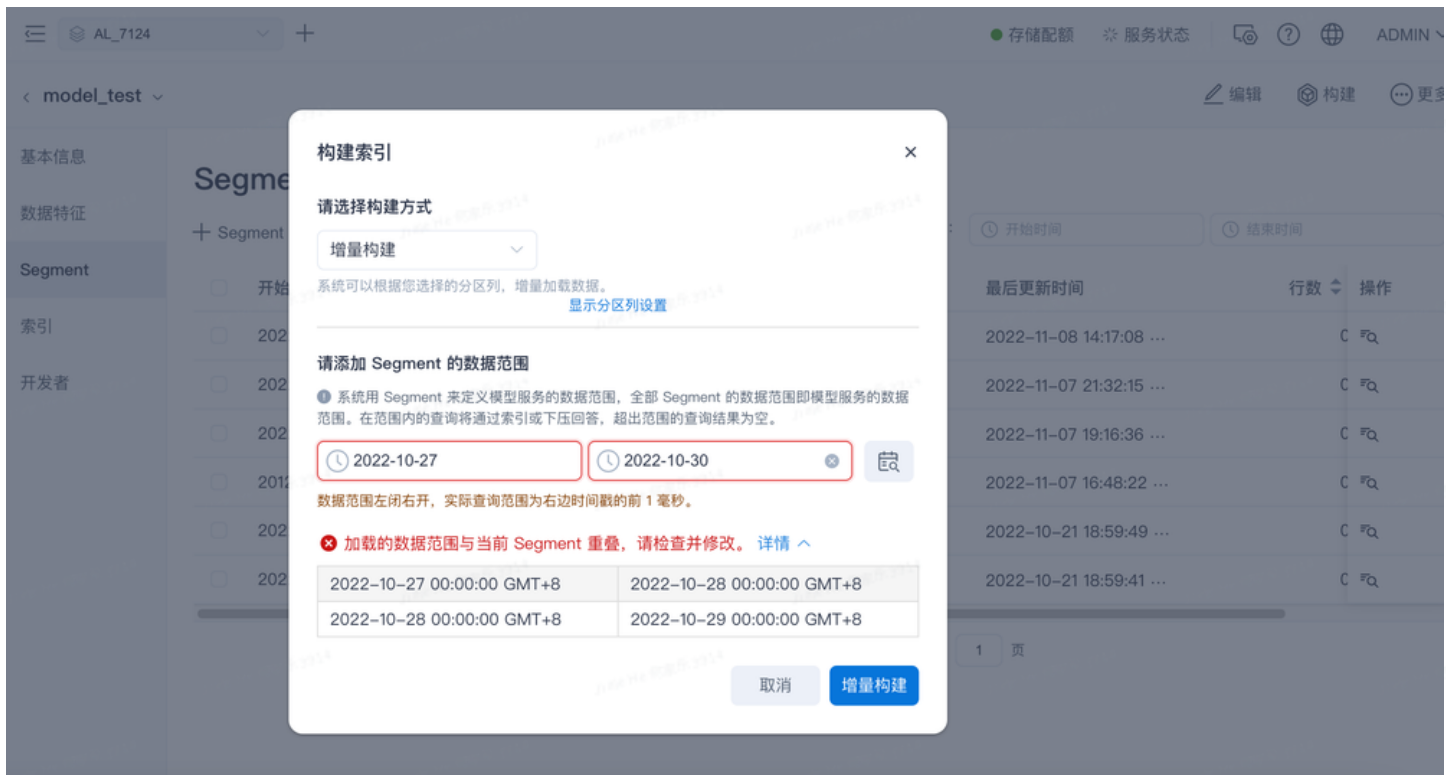 AL_7124
存储配额
服务状态
ADMIN
model_test
编辑
构建
更多
基本信息
数据特征
Segment
索引
开发者
Segme
Segment
开始时间
结束时间
开始
最后更新时间
行数
操作
202
2022-11-08 14:17:08 ...
202
2022-11-07 21:32:15 ...
202
2022-11-07 19:16:36 ...
2012
2022-11-07 16:48:22 ...
202
2022-10-21 18:59:49 ...
202
2022-10-21 18:59:41 ...
1 页
构建索引
请选择构建方式
增量构建
系统可以根据您选择的分区列，增量加载数据。
显示分区列设置
请添加 Segment 的数据范围
系统用 Segment 来定义模型服务的数据范围，全部 Segment 的数据范围即模型服务的数据
范围。在范围内的查询将通过索引或下压回答，超出范围的查询结果为空。
2022-10-27
2022-10-30
数据范围左闭右开，实际查询范围为右边时间戳的前 1 毫秒。
加载的数据范围与当前 Segment 重叠，请检查并修改。 详情
2022-10-27 00:00:00 GMT+8 2022-10-28 00:00:00 GMT+8
2022-10-28 00:00:00 GMT+8 2022-10-29 00:00:00 GMT+8
取消
增量构建